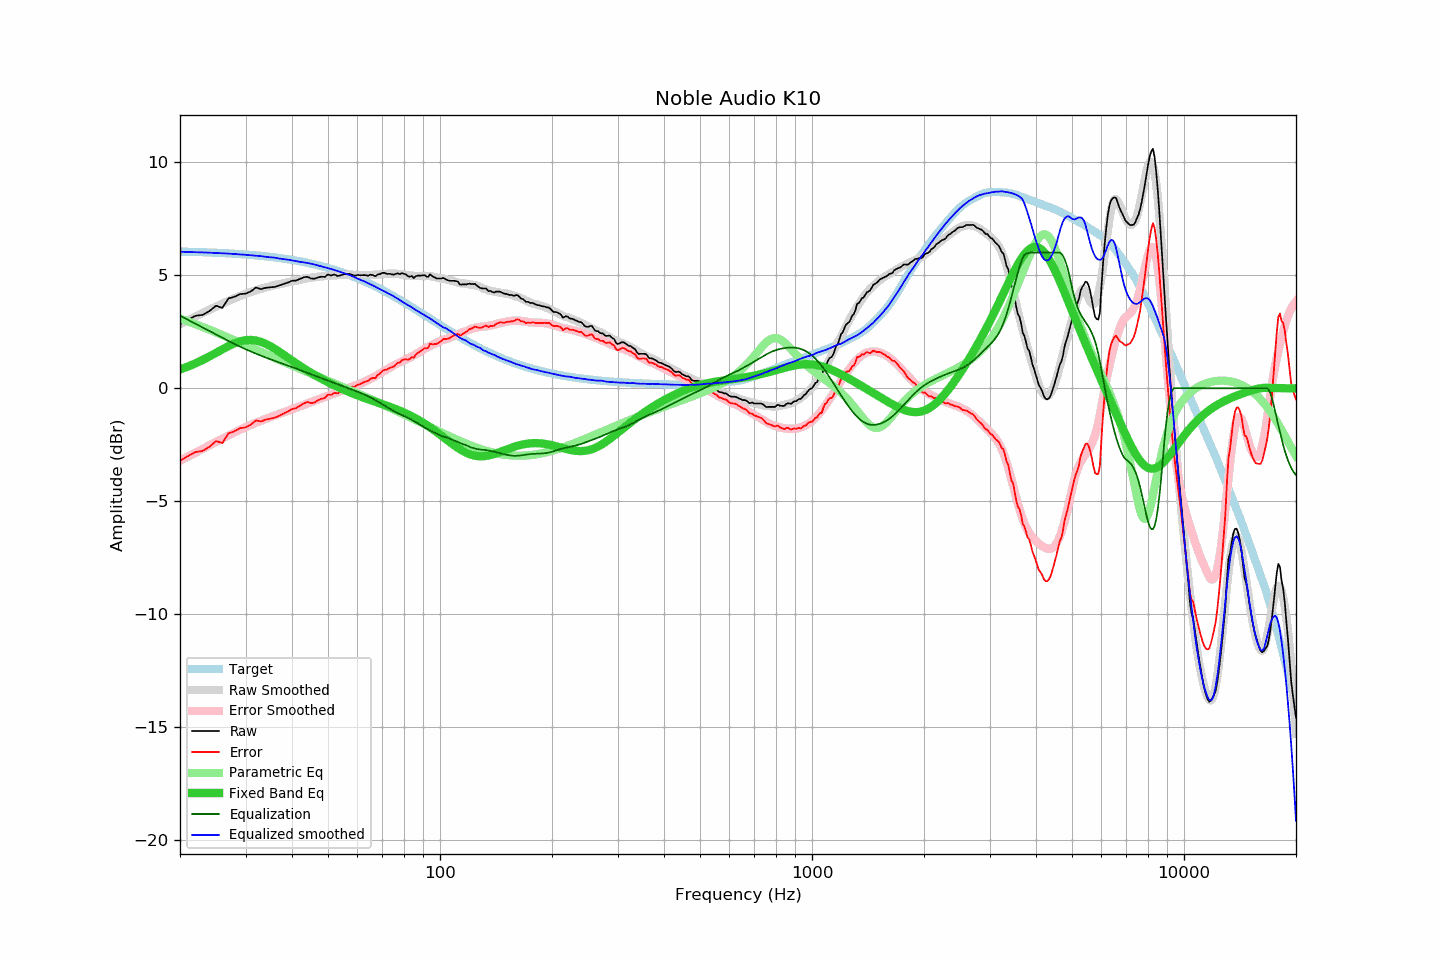 Noble Audio K10
10
5
0
−5
−10
−15
−20
Amplitude (dBr)
Target
Raw Smoothed
Error Smoothed
Raw
Error
Parametric Eq
Fixed Band Eq
Equalization
Equalized smoothed
100
1000
10000
Frequency (Hz)